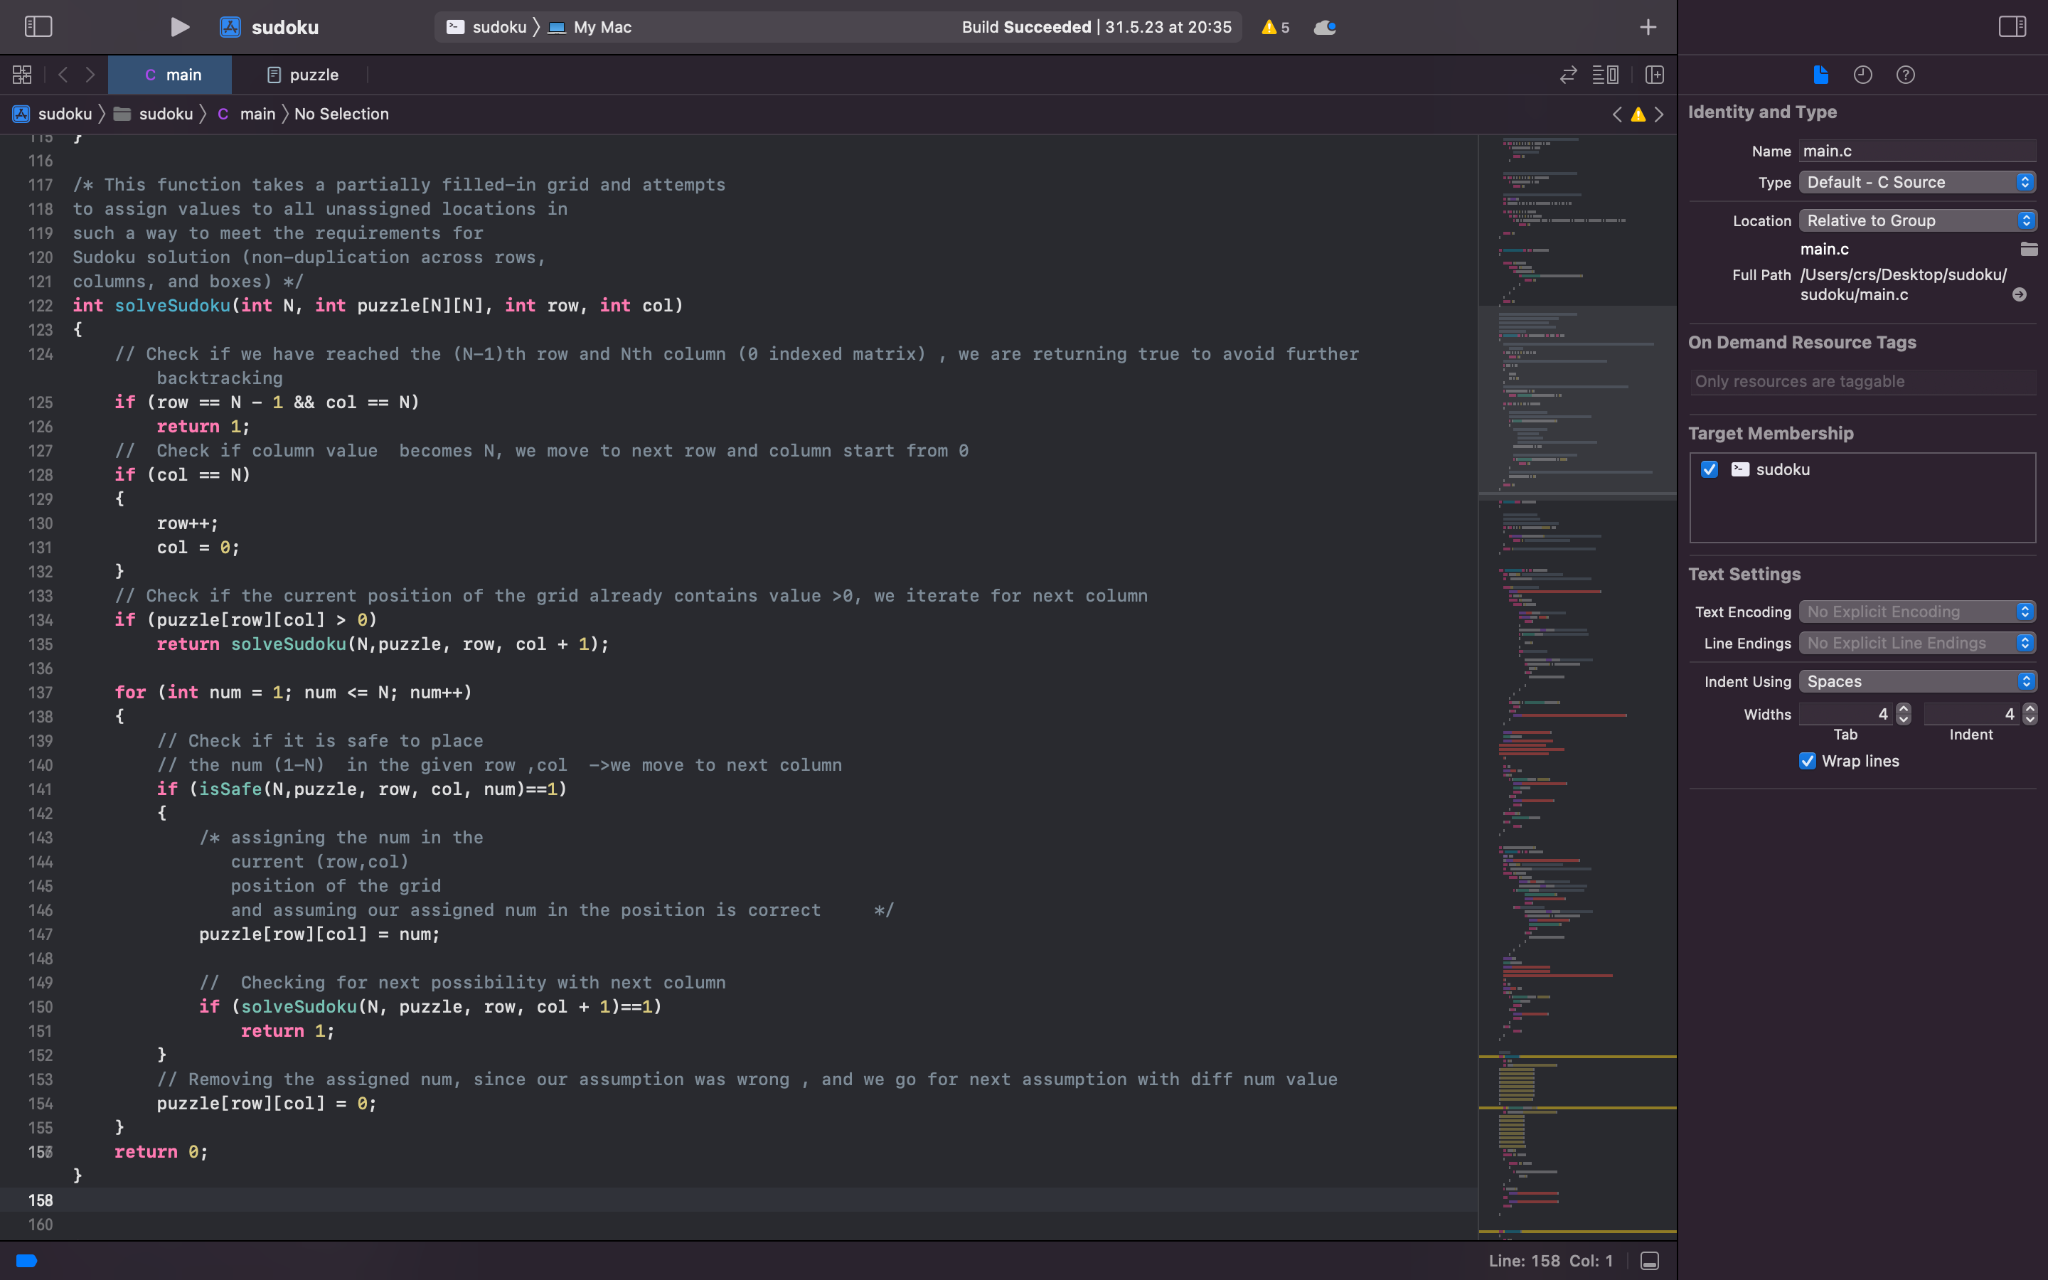 sudoku
sudoku 〉 My Mac
Build Succeeded | 31.5.23 at 20:35
5
C main
puzzle
sudoku 〉 sudoku 〉 C main 〉 No Selection
115 }
116
117 /* This function takes a partially filled-in grid and attempts
118 to assign values to all unassigned locations in
119 such a way to meet the requirements for
120 Sudoku solution (non-duplication across rows,
121 columns, and boxes) */
122 int solveSudoku(int N, int puzzle[N][N], int row, int col)
123 {
124     // Check if we have reached the (N-1)th row and Nth column (0 indexed matrix) , we are returning true to avoid further
        backtracking
125     if (row == N - 1 && col == N)
126         return 1;
127     //  Check if column value  becomes N, we move to next row and column start from 0
128     if (col == N)
129     {
130         row++;
131         col = 0;
132     }
133     // Check if the current position of the grid already contains value >0, we iterate for next column
134     if (puzzle[row][col] > 0)
135         return solveSudoku(N,puzzle, row, col + 1);
136
137     for (int num = 1; num <= N; num++)
138     {
139         // Check if it is safe to place
140         // the num (1-N)  in the given row ,col  ->we move to next column
141         if (isSafe(N,puzzle, row, col, num)==1)
142         {
143             /* assigning the num in the
144                current (row,col)
145                position of the grid
146                and assuming our assigned num in the position is correct     */
147             puzzle[row][col] = num;
148
149             //  Checking for next possibility with next column
150             if (solveSudoku(N, puzzle, row, col + 1)==1)
151                 return 1;
152         }
153         // Removing the assigned num, since our assumption was wrong , and we go for next assumption with diff num value
154         puzzle[row][col] = 0;
155     }
    return 0;
}
158
160
Line: 158  Col: 1
Identity and Type
Name main.c
Type Default - C Source
Location Relative to Group
main.c
Full Path /Users/crs/Desktop/sudoku/
sudoku/main.c
On Demand Resource Tags
Only resources are taggable
Target Membership
sudoku
Text Settings
Text Encoding No Explicit Encoding
Line Endings No Explicit Line Endings
Indent Using Spaces
Widths 4 4
Tab Indent
Wrap lines